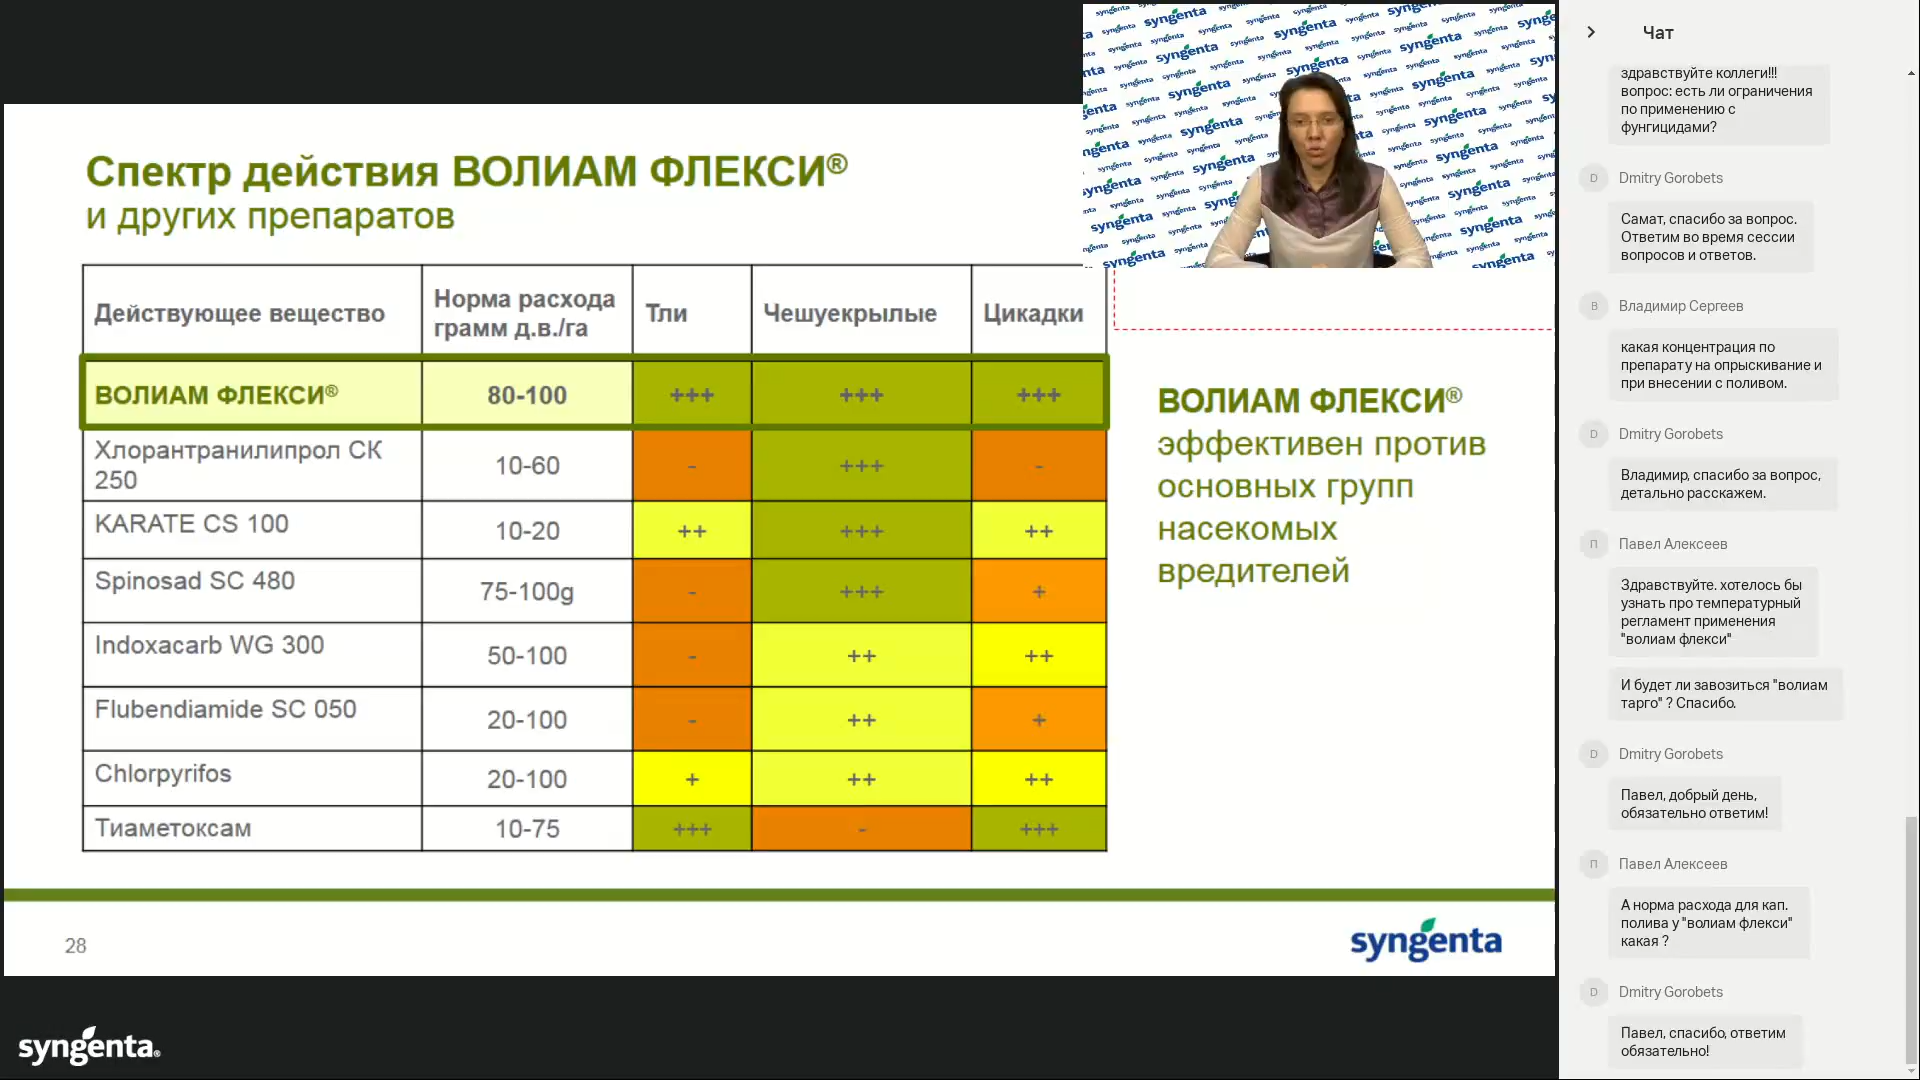 Спектр действия ВОЛИАМ ФЛЕКСИ®
и других препаратов
Действующее вещество
Норма расхода
грамм д.в./га
Тли
Чешуекрылые
Цикадки
ВОЛИАМ ФЛЕКСИ®
80-100
+++
+++
+++
Хлорантранилипрол СК
250
10-60
-
+++
-
KARATE CS 100
10-20
++
+++
++
Spinosad SC 480
75-100g
-
+++
+
Indoxacarb WG 300
50-100
-
++
++
Flubendiamide SC 050
20-100
-
++
+
Chlorpyrifos
20-100
+
++
++
Тиаметоксам
10-75
+++
-
+++
ВОЛИАМ ФЛЕКСИ®
эффективен против
основных групп
насекомых
вредителей
28
syngenta
syngenta®
Чат
здравствуйте коллеги!!!
вопрос: есть ли ограничения
по применению с
фунгицидами?
D
Dmitry Gorobets
Самат, спасибо за вопрос.
Ответим во время сессии
вопросов и ответов.
В
Владимир Сергеев
какая концентрация по
препарату на опрыскивание и
при внесении с поливом.
D
Dmitry Gorobets
Владимир, спасибо за вопрос,
детально расскажем.
П
Павел Алексеев
Здравствуйте. хотелось бы
узнать про температурный
регламент применения
"волиам флекси"
И будет ли завозиться "волиам
тарго" ? Спасибо.
D
Dmitry Gorobets
Павел, добрый день,
обязательно ответим!
П
Павел Алексеев
А норма расхода для кап.
полива у "волиам флекси"
какая ?
D
Dmitry Gorobets
Павел, спасибо, ответим
обязательно!